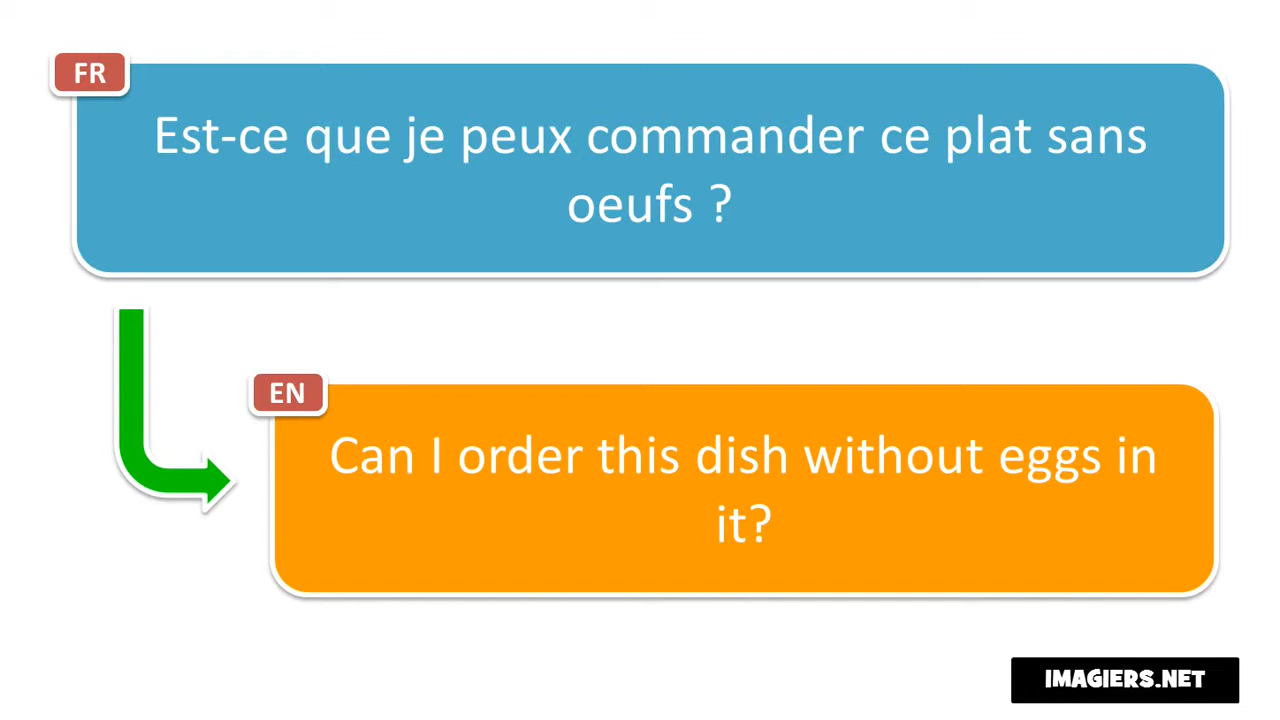 FR
Est-ce que je peux commander ce plat sans
oeufs ?
EN
Can I order this dish without eggs in
it?
IMAGIERS.NET